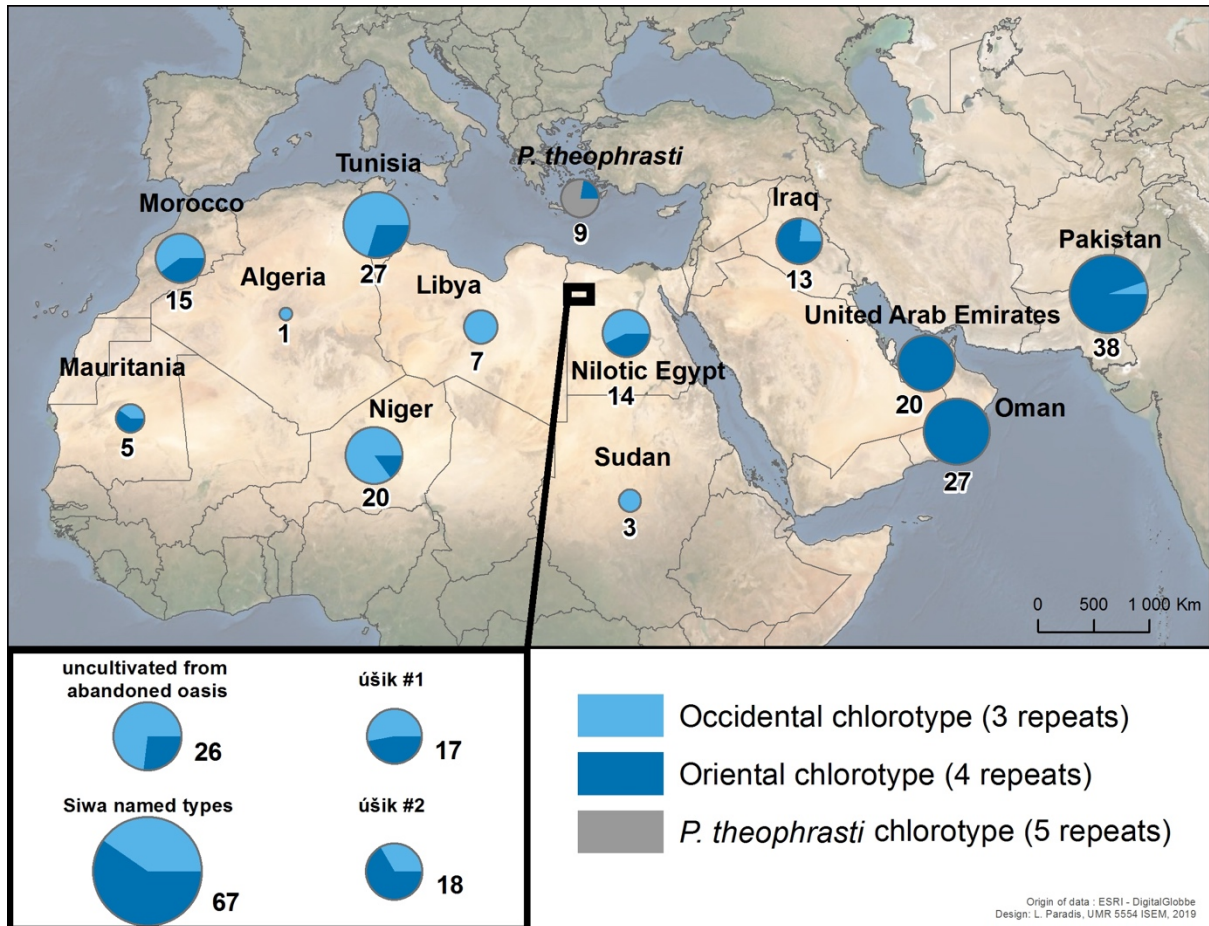 P. theophrasti
9
Tunisia
27
Morocco
15
Algeria
1
Libya
7
Iraq
13
Pakistan
38
United Arab Emirates
20
Oman
27
Nilotic Egypt
14
Mauritania
5
Niger
20
Sudan
3
0 500 1 000 Km
uncultivated from
abandoned oasis
26
úšik #1
17
Siwa named types
67
úšik #2
18
Occidental chlorotype (3 repeats)
Oriental chlorotype (4 repeats)
P. theophrasti chlorotype (5 repeats)
Origin of data : ESRI - DigitalGlobbe
Design: L. Paradis, UMR 5554 ISEM, 2019